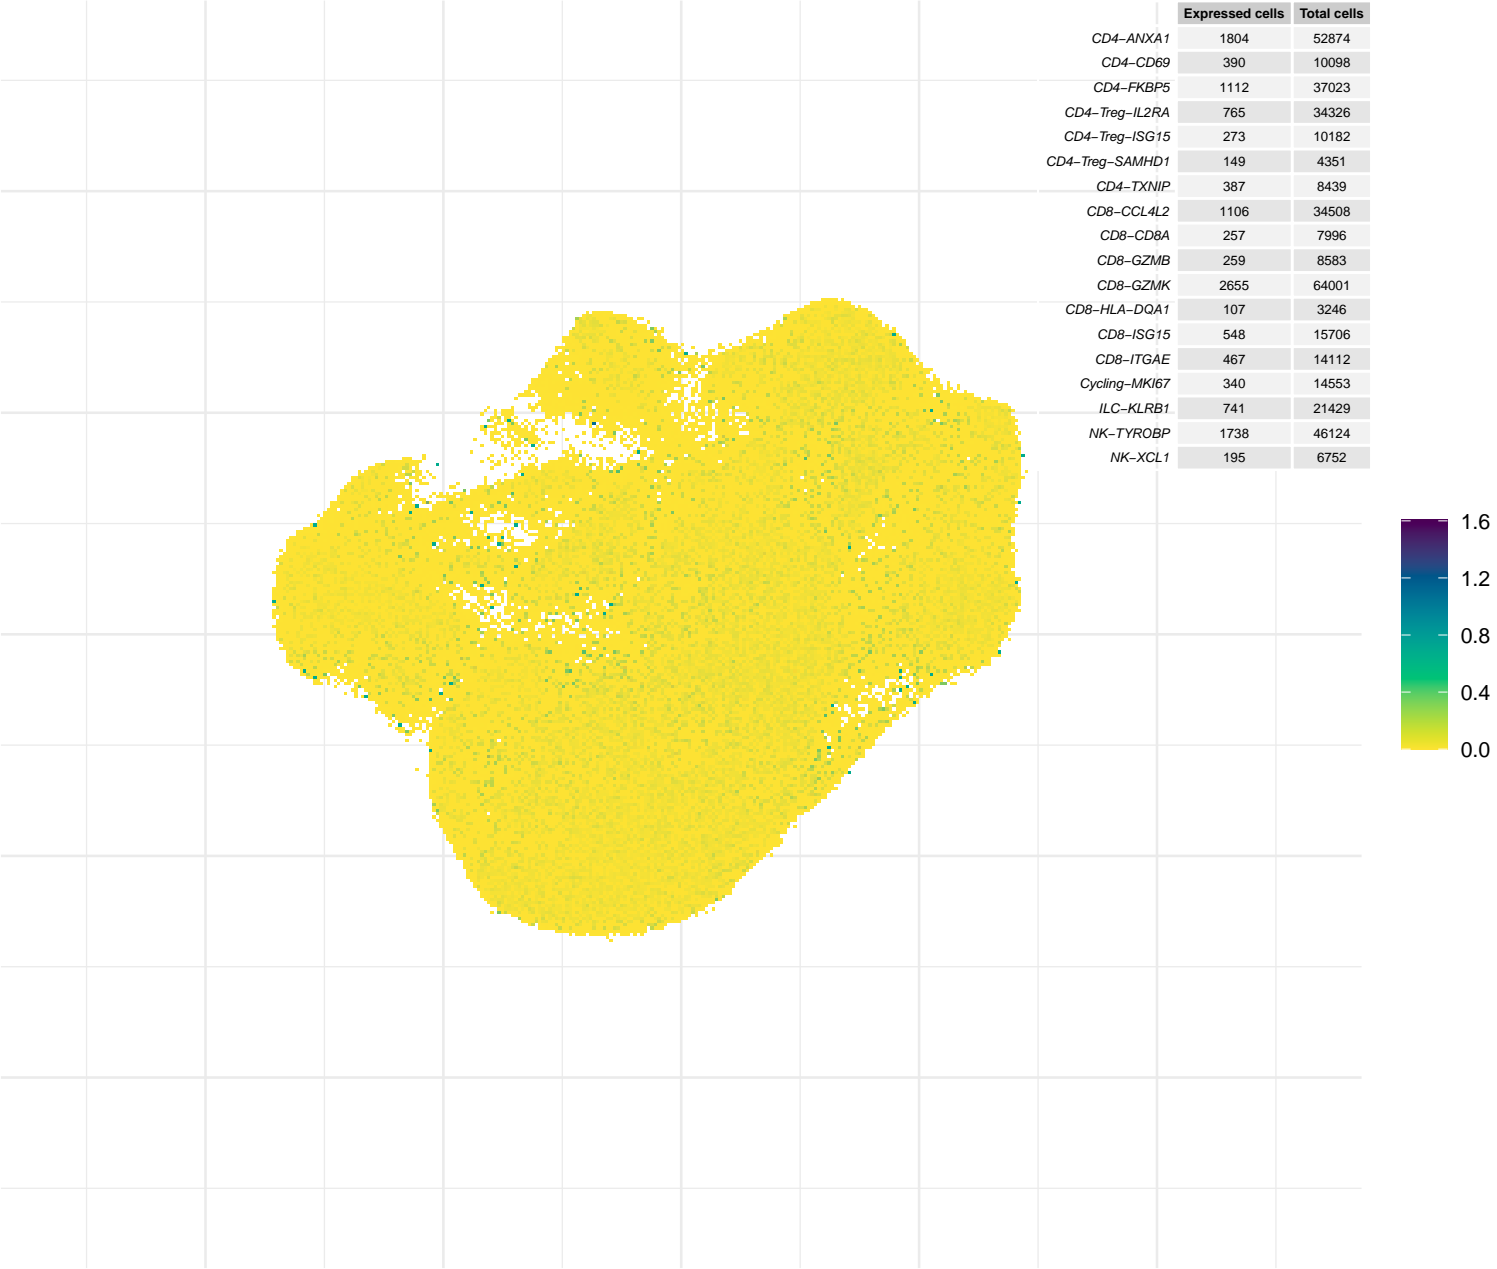 Expressed cells Total cells
CD4−ANXA1 1804 52874
CD4−CD69 390 10098
CD4−FKBP5 1112 37023
CD4−Treg−IL2RA 765 34326
CD4−Treg−ISG15 273 10182
CD4−Treg−SAMHD1 149 4351
CD4−TXNIP 387 8439
CD8−CCL4L2 1106 34508
CD8−CD8A 257 7996
CD8−GZMB 259 8583
CD8−GZMK 2655 64001
CD8−HLA−DQA1 107 3246
CD8−ISG15 548 15706
CD8−ITGAE 467 14112
Cycling−MKI67 340 14553
ILC−KLRB1 741 21429
NK−TYROBP 1738 46124
NK−XCL1 195 6752
1.6
1.2
0.8
0.4
0.0